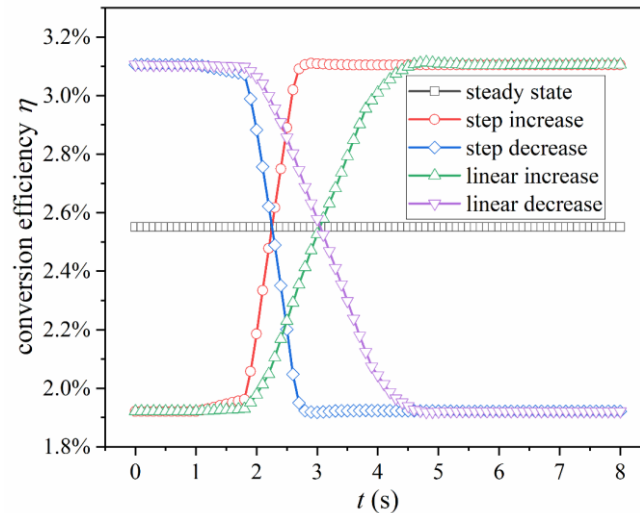 conversion efficiency η
3.2%
3.0%
2.8%
2.6%
2.4%
2.2%
2.0%
1.8%
steady state
step increase
step decrease
linear increase
linear decrease
0 1 2 3 4 5 6 7 8
t (s)